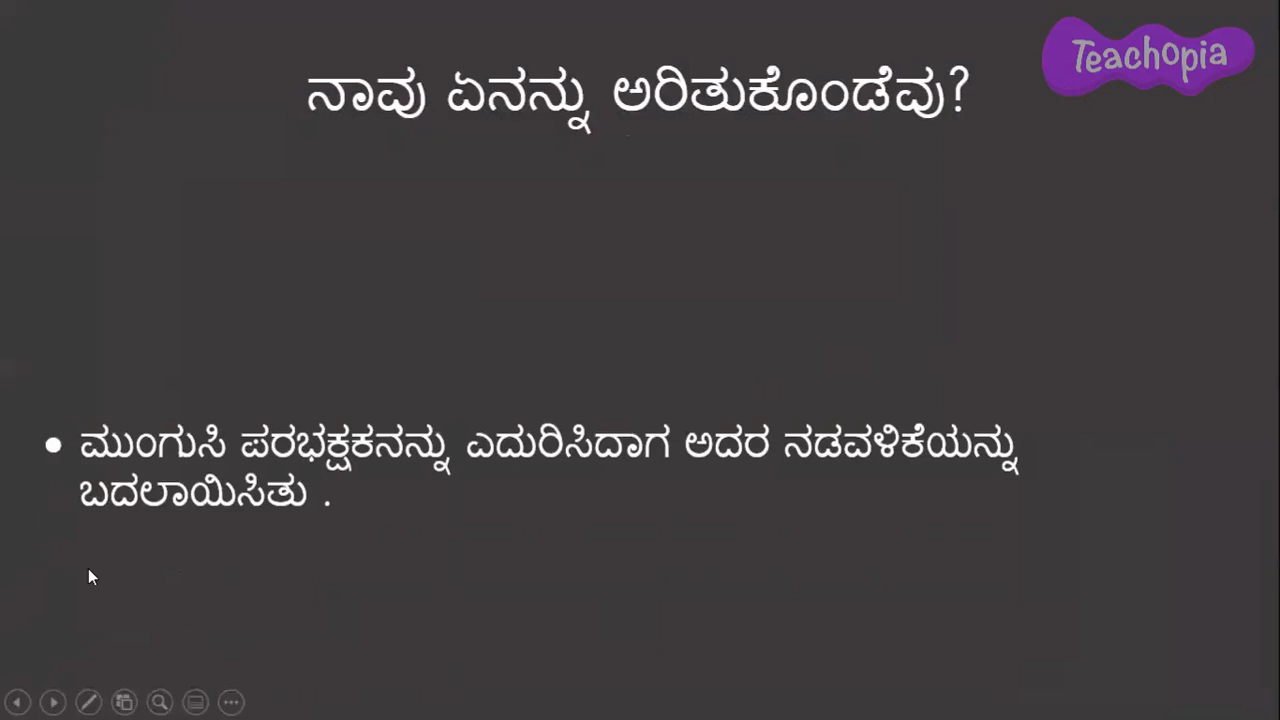 Teachopia
ನಾವು ಏನನ್ನು ಅರಿತುಕೊಂಡೆವು?
• ಮುಂಗುಸಿ ಪರಭಕ್ಷಕನನ್ನು ಎದುರಿಸಿದಾಗ ಅದರ ನಡವಳಿಕೆಯನ್ನು
ಬದಲಾಯಿಸಿತು .